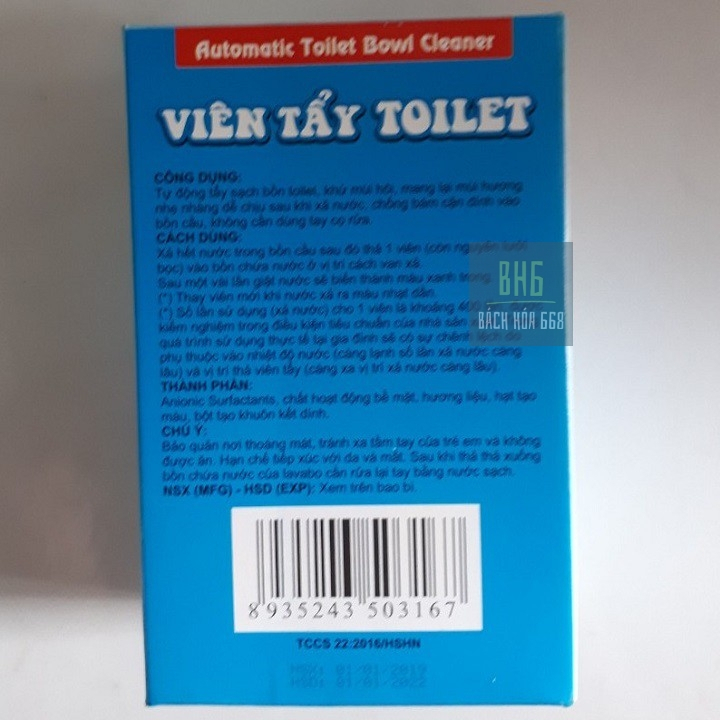 Automatic Toilet Bowl Cleaner
VIÊN TẨY TOILET
CÔNG DỤNG:
Tự động tẩy sạch bồn toilet, khử mùi hôi, mang lại mùi hương
nhẹ nhàng dễ chịu sau khi xả nước, chống bám cặn dính vào
bồn cầu, không cần dùng tay cọ rửa.
CÁCH DÙNG:
Xả hết nước trong bồn cầu sau đó thả 1 viên (còn nguyên lưới
bọc) vào bồn chứa nước ở vị trí cách van xả.
Sau một vài lần giật nước sẽ biến thành màu xanh trong
(*) Thay viên mới khi nước xả ra màu nhạt dần.
(*) Số lần sử dụng (xả nước) cho 1 viên là khoảng
kiểm nghiệm trong điều kiện tiêu chuẩn của nhà sản
quá trình sử dụng thực tế tại gia đình sẽ có sự chênh lệch do
phụ thuộc vào nhiệt độ nước (càng lạnh số lần xả nước càng
lâu) và vị trí thả viên tẩy (càng xa vị trí xả nước càng lâu).
THÀNH PHẦN:
Anionic Surfactants, chất hoạt động bề mặt, hương liệu, hạt tạo
màu, bột tạo khuôn kết dính.
CHÚ Ý:
Bảo quản nơi thoáng mát, tránh xa tầm tay của trẻ em và không
được ăn. Hạn chế tiếp xúc với da và mắt. Sau khi thả thả xuống
bồn chứa nước của lavabo cần rửa lại tay bằng nước sạch.
NSX (MFG) - HSD (EXP): Xem trên bao bì.
8 935243 503167
TCCS 22:2016/HSHN
NSX: 01/01/2019
HSD: 01/01/2022
BH6
BÁCH HÓA 668